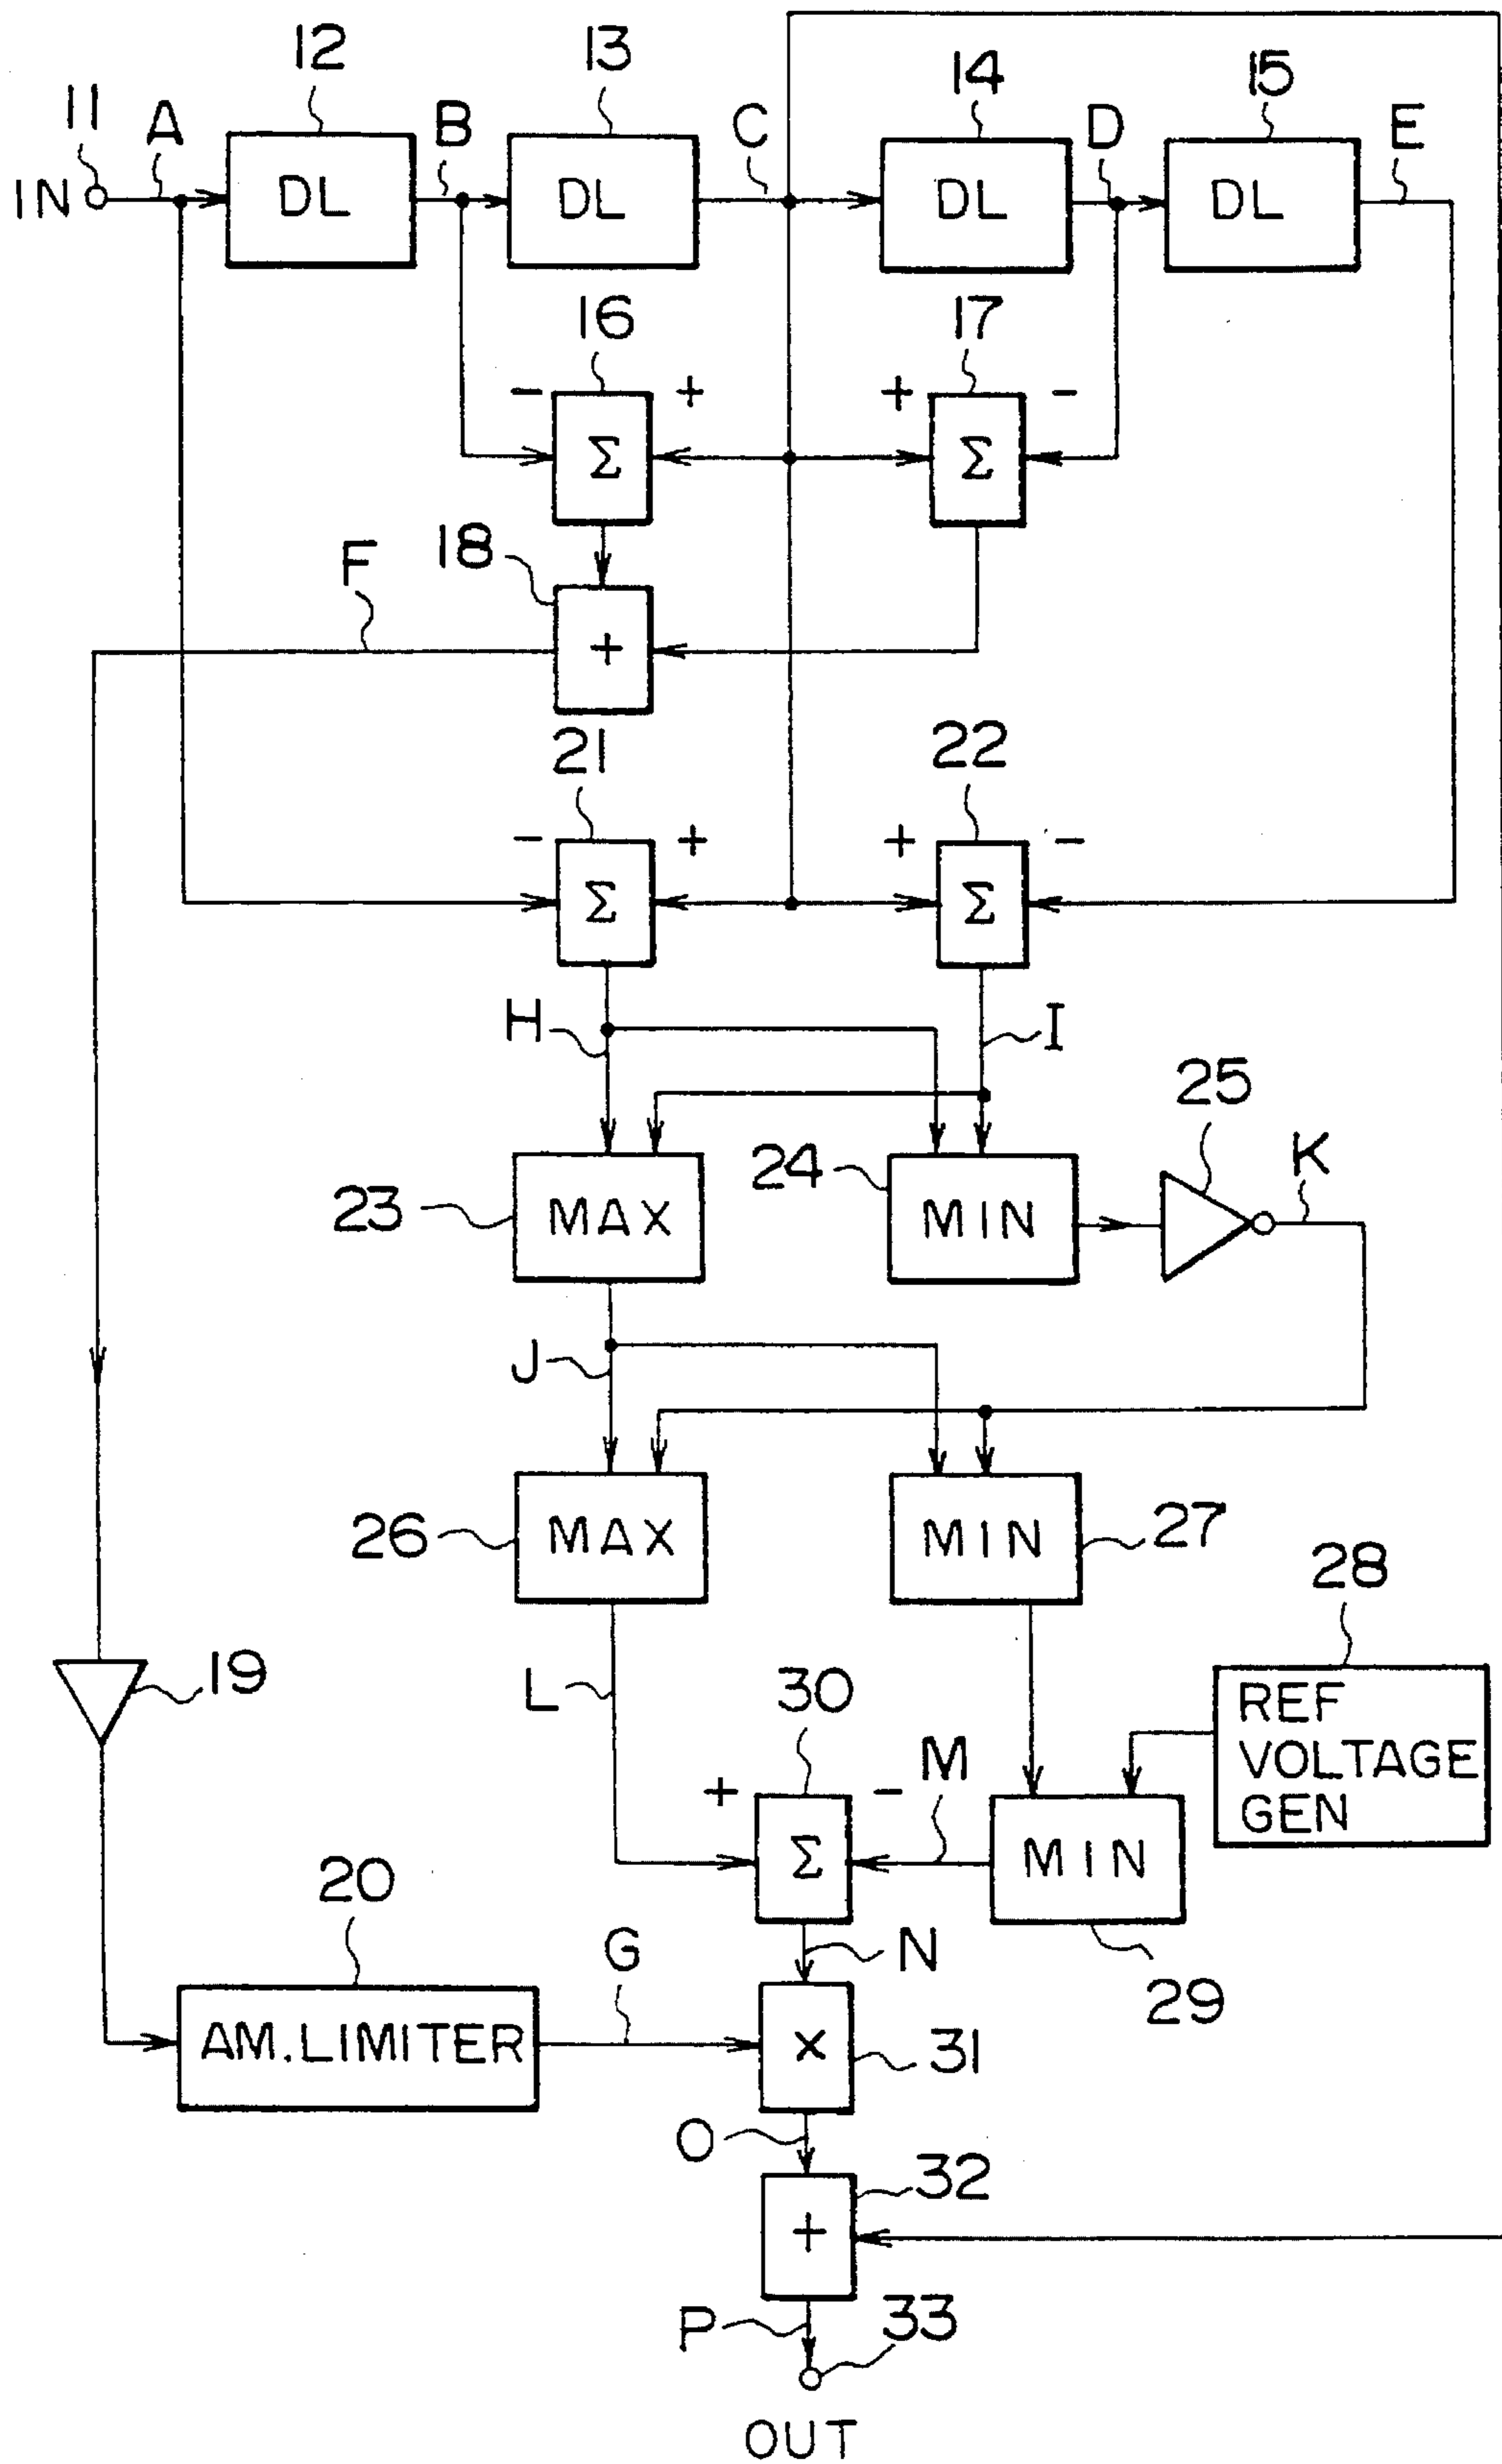 12 13 14 15
11 A B C D E
IN DL DL DL DL
16 17
- + + -
Σ Σ
18
F
+
21 22
- + + -
Σ Σ
H I
25
24 K
23 MAX MIN
J
26 MAX MIN 27
28
19 L 30 REF
M VOLTAGE
+ - GEN
Σ MIN
20
G N 29
AM.LIMITER × 31
O
32
+
P 33
OUT